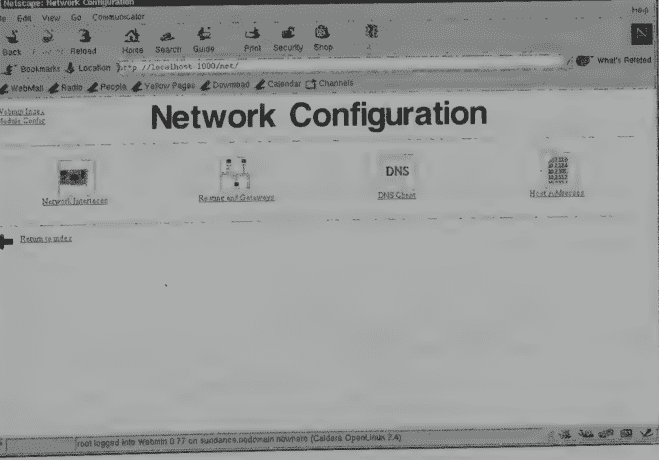 Netscape: Network Configuration
Edit View Go Communicator
Help
Back
Reload Home Search Guide Print Security Shop
Bookmarks Location http://localhost:1000/net/
What's Related
WebMail Radio People Yellow Pages Download Calendar Channels
Webmin Index
Module Config
Network Configuration
DNS
Network Interfaces Routing and Gateways DNS Client Host Addresses
Return to index
root logged into Webmin 0.77 on sundance.nodomain.nowhere (Caldera OpenLinux 2.4)